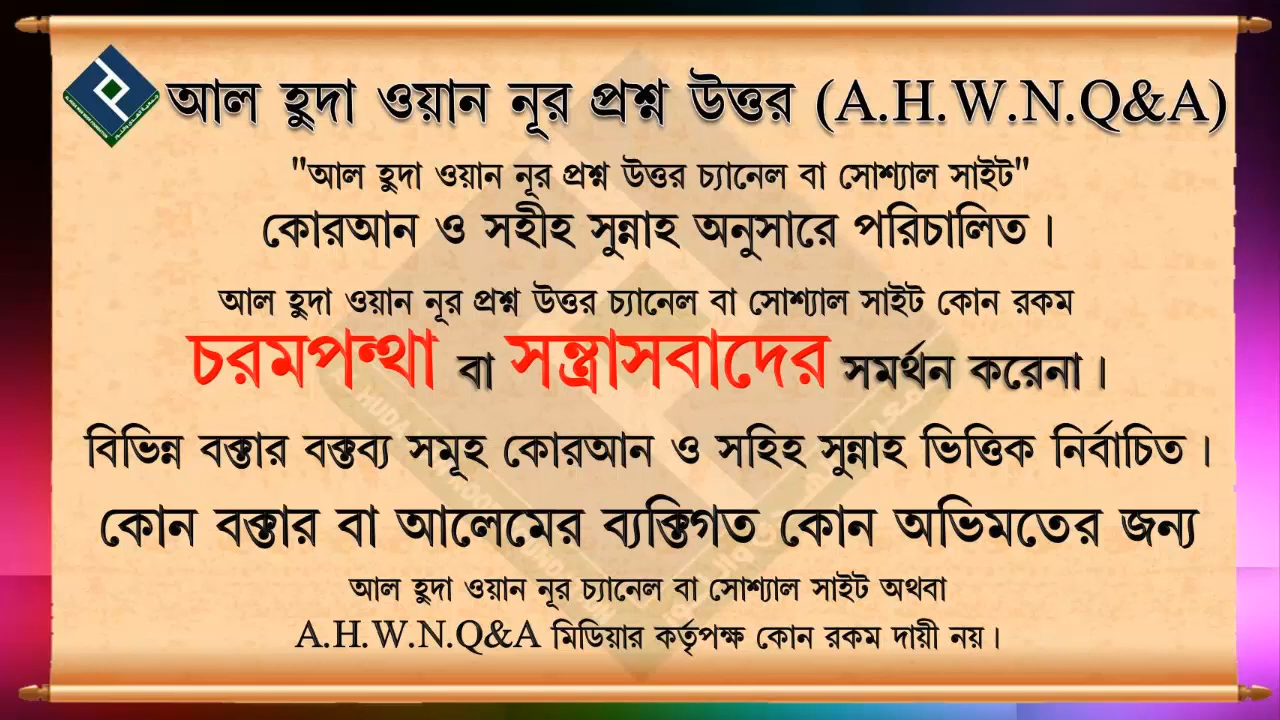 আল হুদা ওয়ান নূর প্রশ্ন উত্তর (A.H.W.N.Q&A)
"আল হুদা ওয়ান নূর প্রশ্ন উত্তর চ্যানেল বা সোশ্যাল সাইট"
কোরআন ও সহীহ সুন্নাহ অনুসারে পরিচালিত।
আল হুদা ওয়ান নূর প্রশ্ন উত্তর চ্যানেল বা সোশ্যাল সাইট কোন রকম
চরমপন্থা বা সন্ত্রাসবাদের সমর্থন করেনা।
বিভিন্ন বক্তার বক্তব্য সমূহ কোরআন ও সহিহ সুন্নাহ ভিত্তিক নির্বাচিত।
কোন বক্তার বা আলেমের ব্যক্তিগত কোন অভিমতের জন্য
আল হুদা ওয়ান নূর চ্যানেল বা সোশ্যাল সাইট অথবা
A.H.W.N.Q&A মিডিয়ার কর্তৃপক্ষ কোন রকম দায়ী নয়।